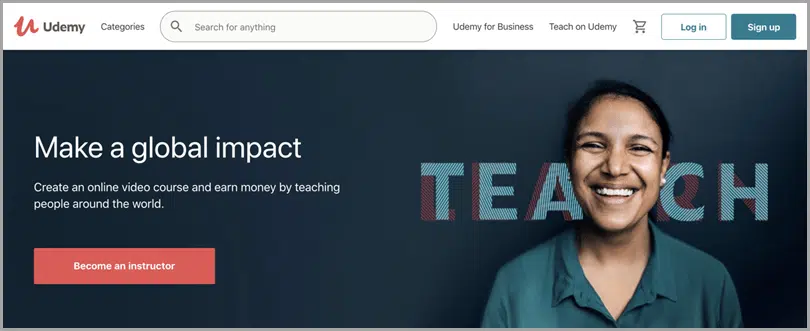 Udemy
Categories
Search for anything
Udemy for Business
Teach on Udemy
Log in
Sign up
Make a global impact
Create an online video course and earn money by teaching
people around the world.
TEACH
Become an instructor